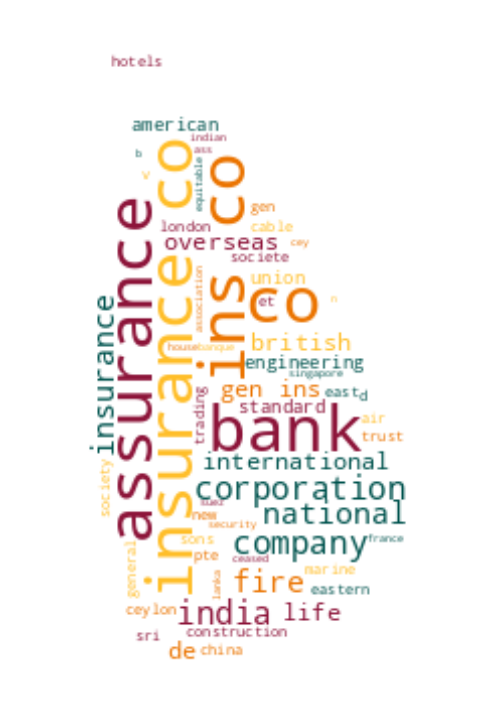 hotels
american
indian
b
ass
co
equitable
co
v
assurance
gen
london
cable
overseas
cey
societe
insurance
association
ins
union
co
et
n
insurance
british
house
banque
engineering
singapore
gen ins
east
d
trading
standard
bank
air
trust
international
society
corporation
suez
national
new
security
sons
company
france
general
pte
ceased
lanka
fire
marine
eastern
ceylon
india
life
sri
construction
de
china